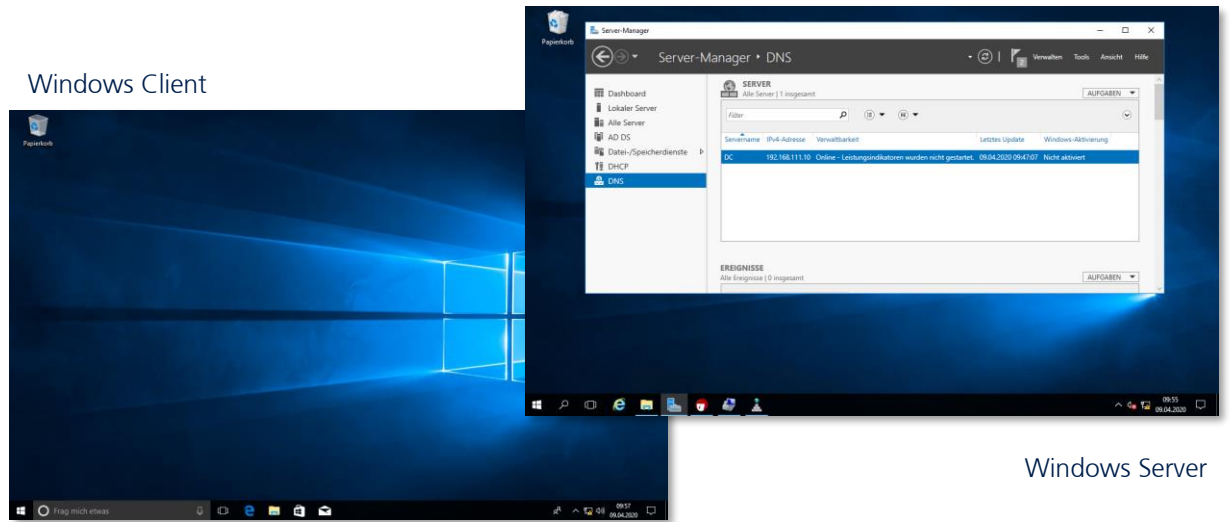 Windows Client
Papierkorb
Frag mich etwas
09:57
09.04.2020
Papierkorb
Server-Manager
Server-Manager • DNS
2
Verwalten Tools Ansicht Hilfe
Dashboard
Lokaler Server
Alle Server
AD DS
Datei-/Speicherdienste
DHCP
DNS
SERVER
Alle Server | 1 insgesamt
AUFGABEN
Filter
Servername IPv4-Adresse Verwaltbarkeit Letztes Update Windows-Aktivierung
DC 192.168.111.10 Online - Leistungsindikatoren wurden nicht gestartet. 09.04.2020 09:47:07 Nicht aktiviert
EREIGNISSE
Alle Ereignisse | 0 insgesamt
AUFGABEN
09:55
09.04.2020
Windows Server